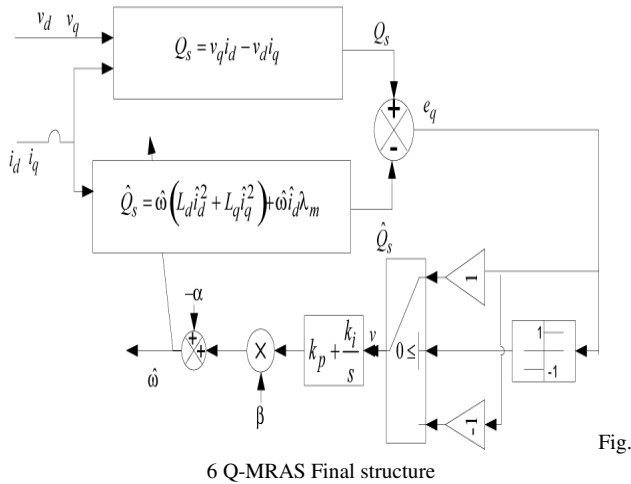 v_d v_q
Q_s = v_q i_d − v_d i_q
Q_s
+
-
e_q
i_d i_q
Q̂_s = ω̂(L_d î_d^2 + L_q î_q^2) + ω̂ î_d λ_m
Q̂_s
1
−α
+
+
k_p + k_i/s
v
0 ≤
1
-1
×
ω̂
β
-1
Fig.
6 Q-MRAS Final structure